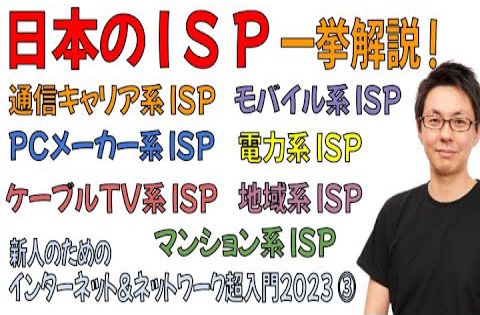 日本のISP 一挙解説！
通信キャリア系ISP モバイル系ISP
PCメーカー系ISP 電力系ISP
ケーブルTV系ISP 地域系ISP
マンション系ISP
新人のための
インターネット&ネットワーク超入門2023 ③